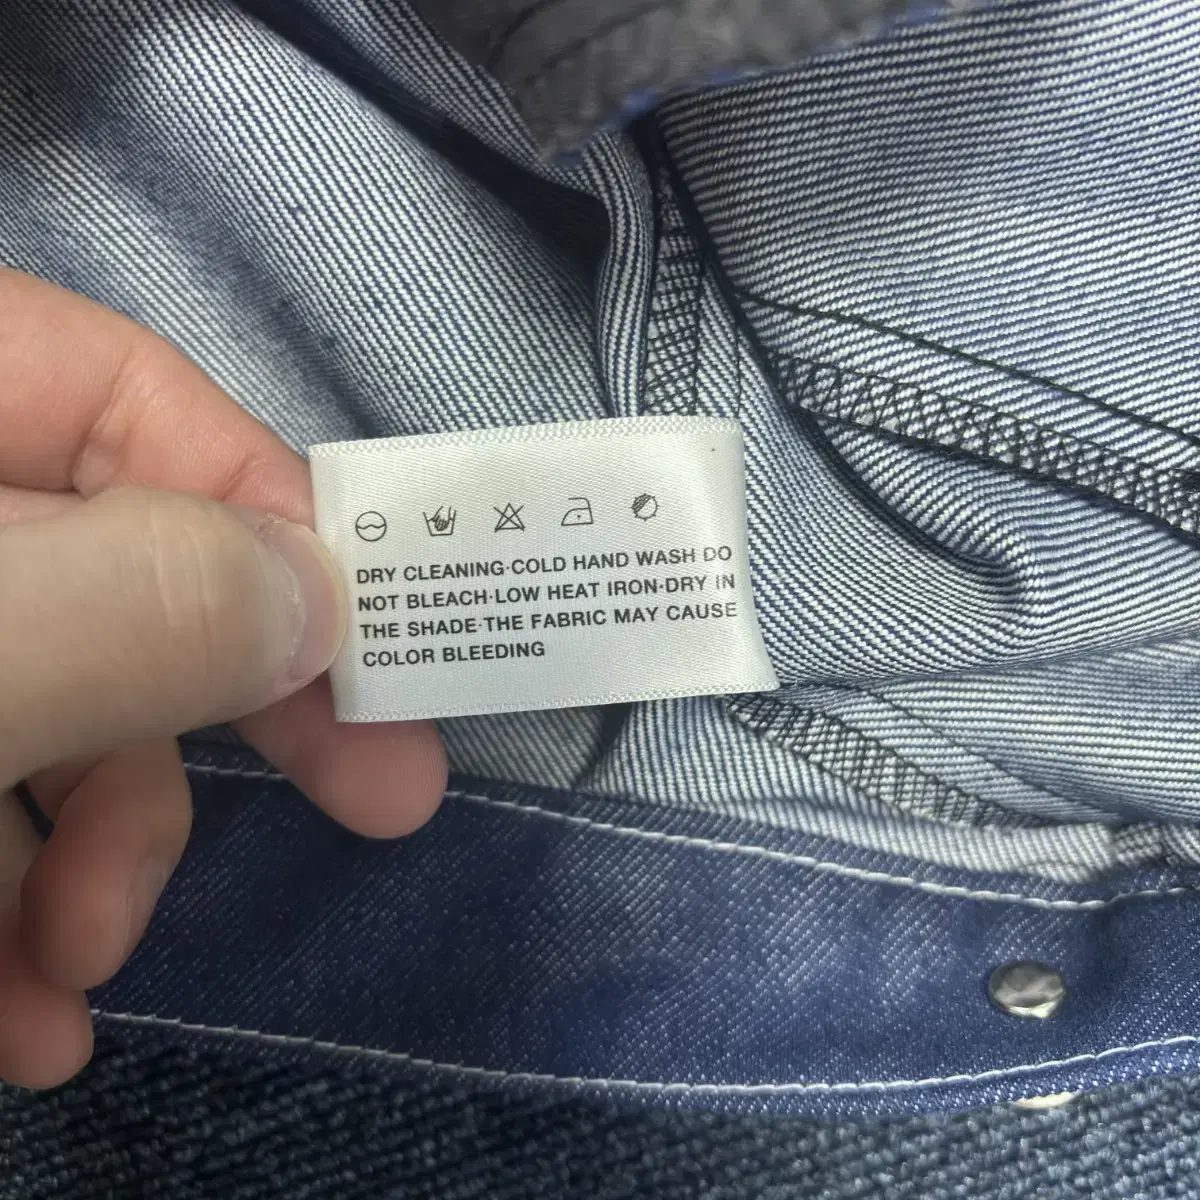 DRY CLEANING·COLD HAND WASH DO
NOT BLEACH·LOW HEAT IRON·DRY IN
THE SHADE·THE FABRIC MAY CAUSE
COLOR BLEEDING